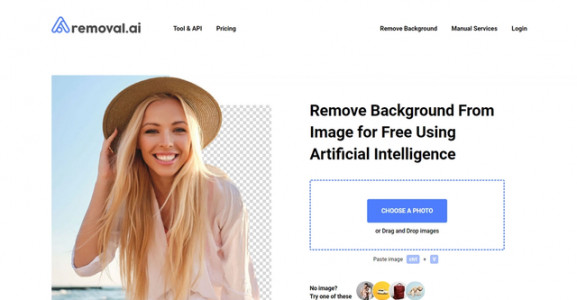 removal.ai
Tool & API
Pricing
Remove Background
Manual Services
Login
Remove Background From
Image for Free Using
Artificial Intelligence
CHOOSE A PHOTO
or Drag and Drop images
Paste image
+
No image?
Try one of these